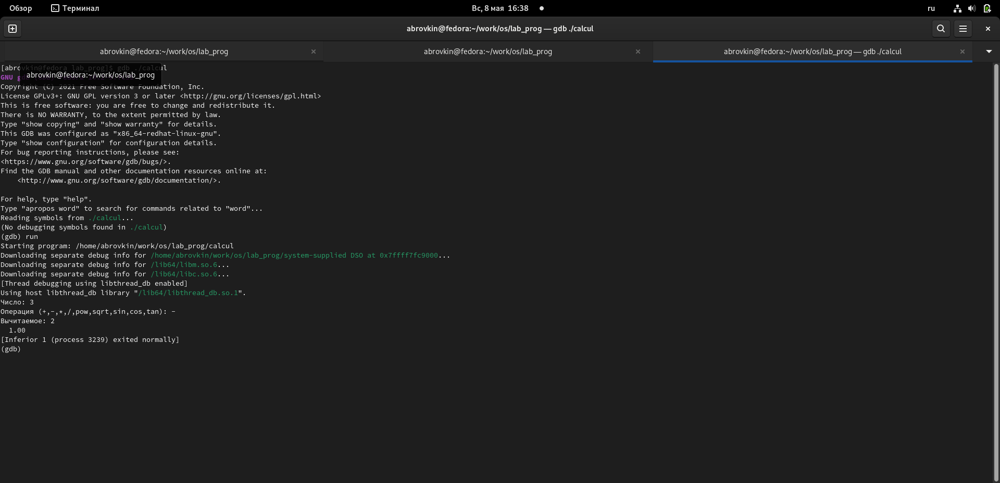 Обзор Терминал Вс, 8 мая 16:38 ru
abrovkin@fedora:~/work/os/lab_prog — gdb ./calcul
abrovkin@fedora:~/work/os/lab_prog abrovkin@fedora:~/work/os/lab_prog abrovkin@fedora:~/work/os/lab_prog — gdb ./calcul
[abrovkin@fedora lab_prog]$ gdb ./calcul
abrovkin@fedora:~/work/os/lab_prog
GNU
Copyright (C) 2021 Free Software Foundation, Inc.
License GPLv3+: GNU GPL version 3 or later <http://gnu.org/licenses/gpl.html>
This is free software: you are free to change and redistribute it.
There is NO WARRANTY, to the extent permitted by law.
Type "show copying" and "show warranty" for details.
This GDB was configured as "x86_64-redhat-linux-gnu".
Type "show configuration" for configuration details.
For bug reporting instructions, please see:
<https://www.gnu.org/software/gdb/bugs/>.
Find the GDB manual and other documentation resources online at:
    <http://www.gnu.org/software/gdb/documentation/>.
For help, type "help".
Type "apropos word" to search for commands related to "word"...
Reading symbols from ./calcul...
(No debugging symbols found in ./calcul)
(gdb) run
Starting program: /home/abrovkin/work/os/lab_prog/calcul
Downloading separate debug info for /home/abrovkin/work/os/lab_prog/system-supplied DSO at 0x7ffff7fc9000...
Downloading separate debug info for /lib64/libm.so.6...
Downloading separate debug info for /lib64/libc.so.6...
[Thread debugging using libthread_db enabled]
Using host libthread_db library "/lib64/libthread_db.so.1".
Число: 3
Операция (+,-,*,/,pow,sqrt,sin,cos,tan): -
Вычитаемое: 2
  1.00
[Inferior 1 (process 3239) exited normally]
(gdb)